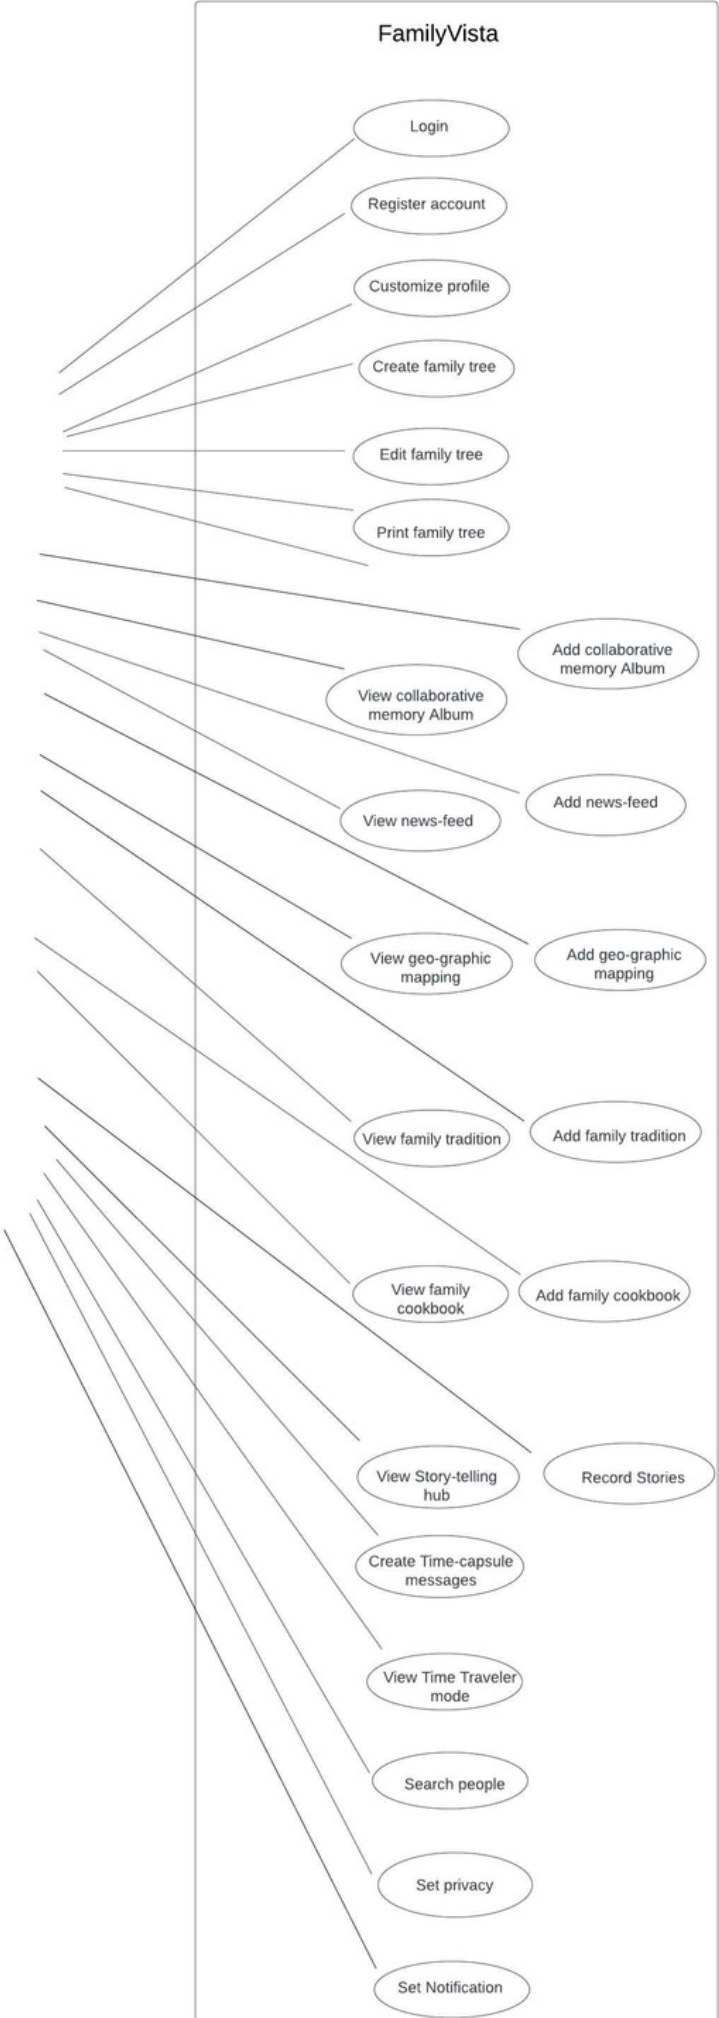 FamilyVista
Login
Register account
Customize profile
Create family tree
Edit family tree
Print family tree
Add collaborative
memory Album
View collaborative
memory Album
Add news-feed
View news-feed
View geo-graphic
mapping
Add geo-graphic
mapping
View family tradition
Add family tradition
View family
cookbook
Add family cookbook
View Story-telling
hub
Record Stories
Create Time-capsule
messages
View Time Traveler
mode
Search people
Set privacy
Set Notification